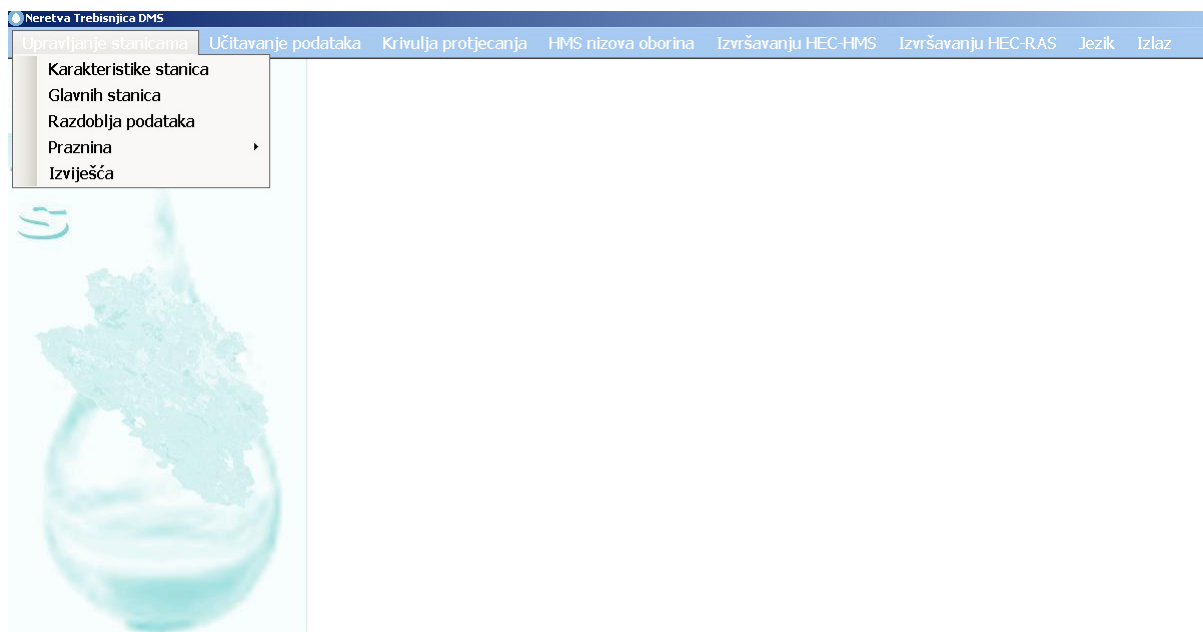 Neretva Trebisnjica DMS
Upravljanje stanicama Učitavanje podataka Krivulja protjecanja HMS nizova oborina Izvršavanju HEC-HMS Izvršavanju HEC-RAS Jezik Izlaz
Karakteristike stanica
Glavnih stanica
Razdoblja podataka
Praznina
Izviješća
S